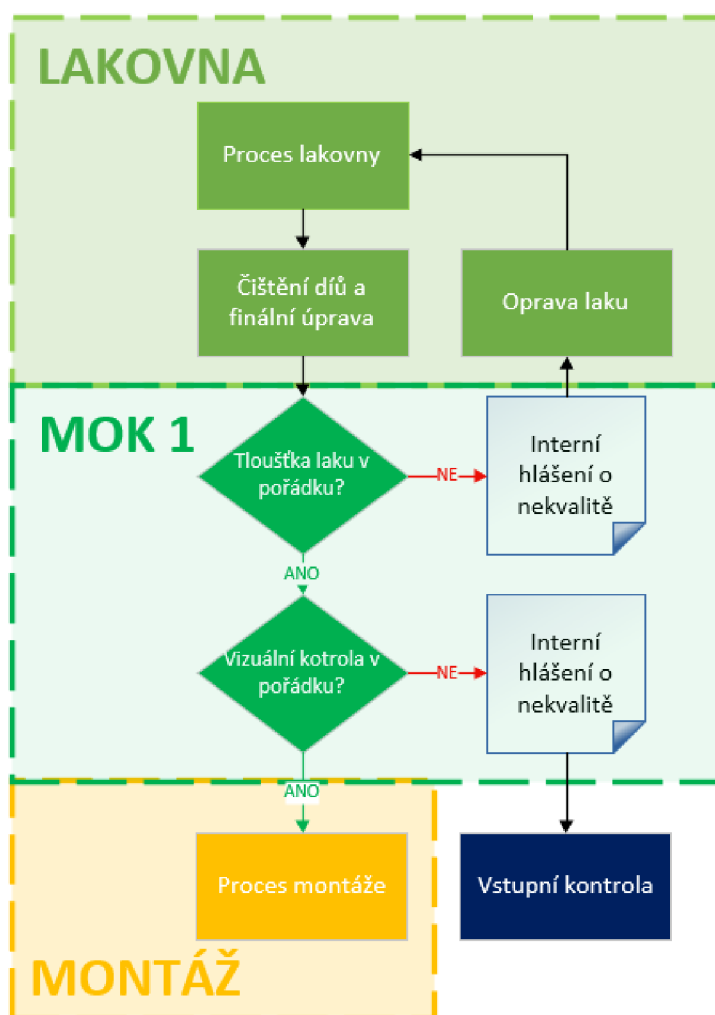 LAKOVNA
Proces lakovny
Čištění díů a
finální úprava
Oprava laku
MOK 1
Tloušťka laku v
pořádku?
NE
Interní
hlášení o
nekvalitě
ANO
Vizuální kotrola v
pořádku?
NE
Interní
hlášení o
nekvalitě
ANO
Proces montáže
Vstupní kontrola
MONTÁŽ